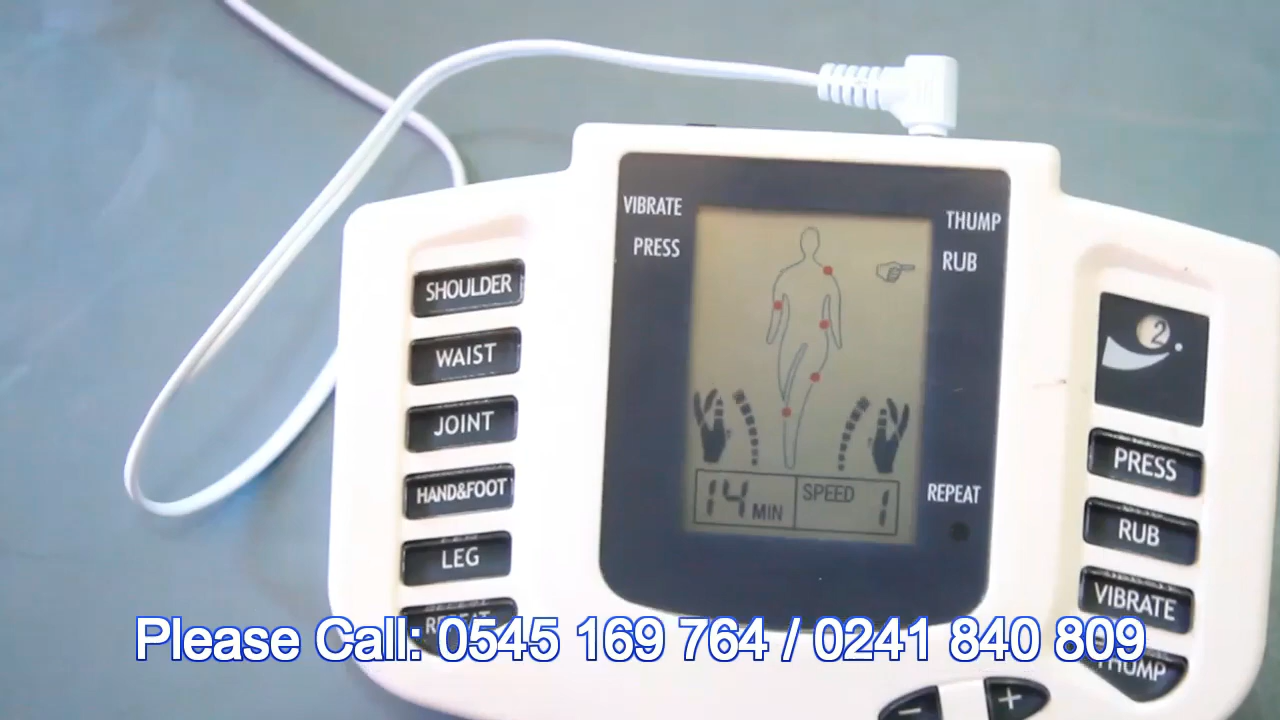 VIBRATE
PRESS
THUMP
RUB
SHOULDER
WAIST
JOINT
HAND&FOOT
LEG
REPEAT
14 MIN
SPEED 1
REPEAT
2
PRESS
RUB
VIBRATE
THUMP
- +
Please Call: 0545 169 764 / 0241 840 809